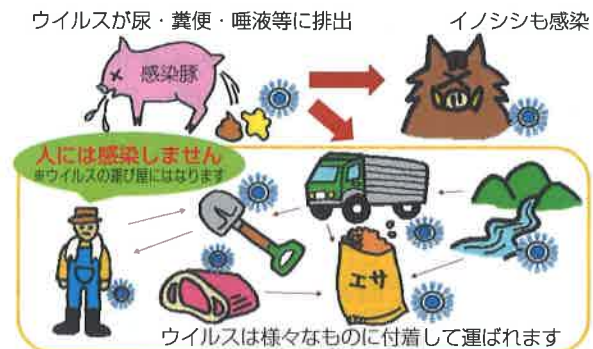 ウイルスが尿・糞便・唾液等に排出
イノシシも感染
感染豚
人には感染しません
※ウイルスの運び屋にはなります
エサ
ウイルスは様々なものに付着して運ばれます